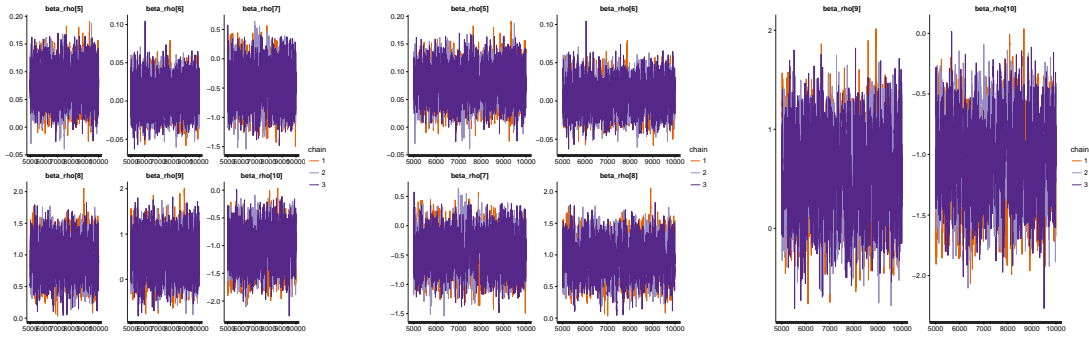 beta_rho[5] beta_rho[6] beta_rho[7]
0.20 0.15 0.10 0.05 0.00 −0.05
0.10 0.05 0.00 −0.05
0.5 0.0 −0.5 −1.0 −1.5
beta_rho[8] beta_rho[9] beta_rho[10]
2.0 1.5 1.0 0.5 0.0
2 1 0
0.0 −0.5 −1.0 −1.5 −2.0
chain
1
2
3
beta_rho[5] beta_rho[6]
0.20 0.15 0.10 0.05 0.00 −0.05
0.10 0.05 0.00 −0.05
5000 6000 7000 8000 9000 10000
5000 6000 7000 8000 9000 10000
beta_rho[7] beta_rho[8]
0.5 0.0 −0.5 −1.0 −1.5
2.0 1.5 1.0 0.5 0.0
5000 6000 7000 8000 9000 10000
5000 6000 7000 8000 9000 10000
chain
1
2
3
beta_rho[9] beta_rho[10]
2 1 0
0.0 −0.5 −1.0 −1.5 −2.0
5000 6000 7000 8000 9000 10000
5000 6000 7000 8000 9000 10000
chain
1
2
3